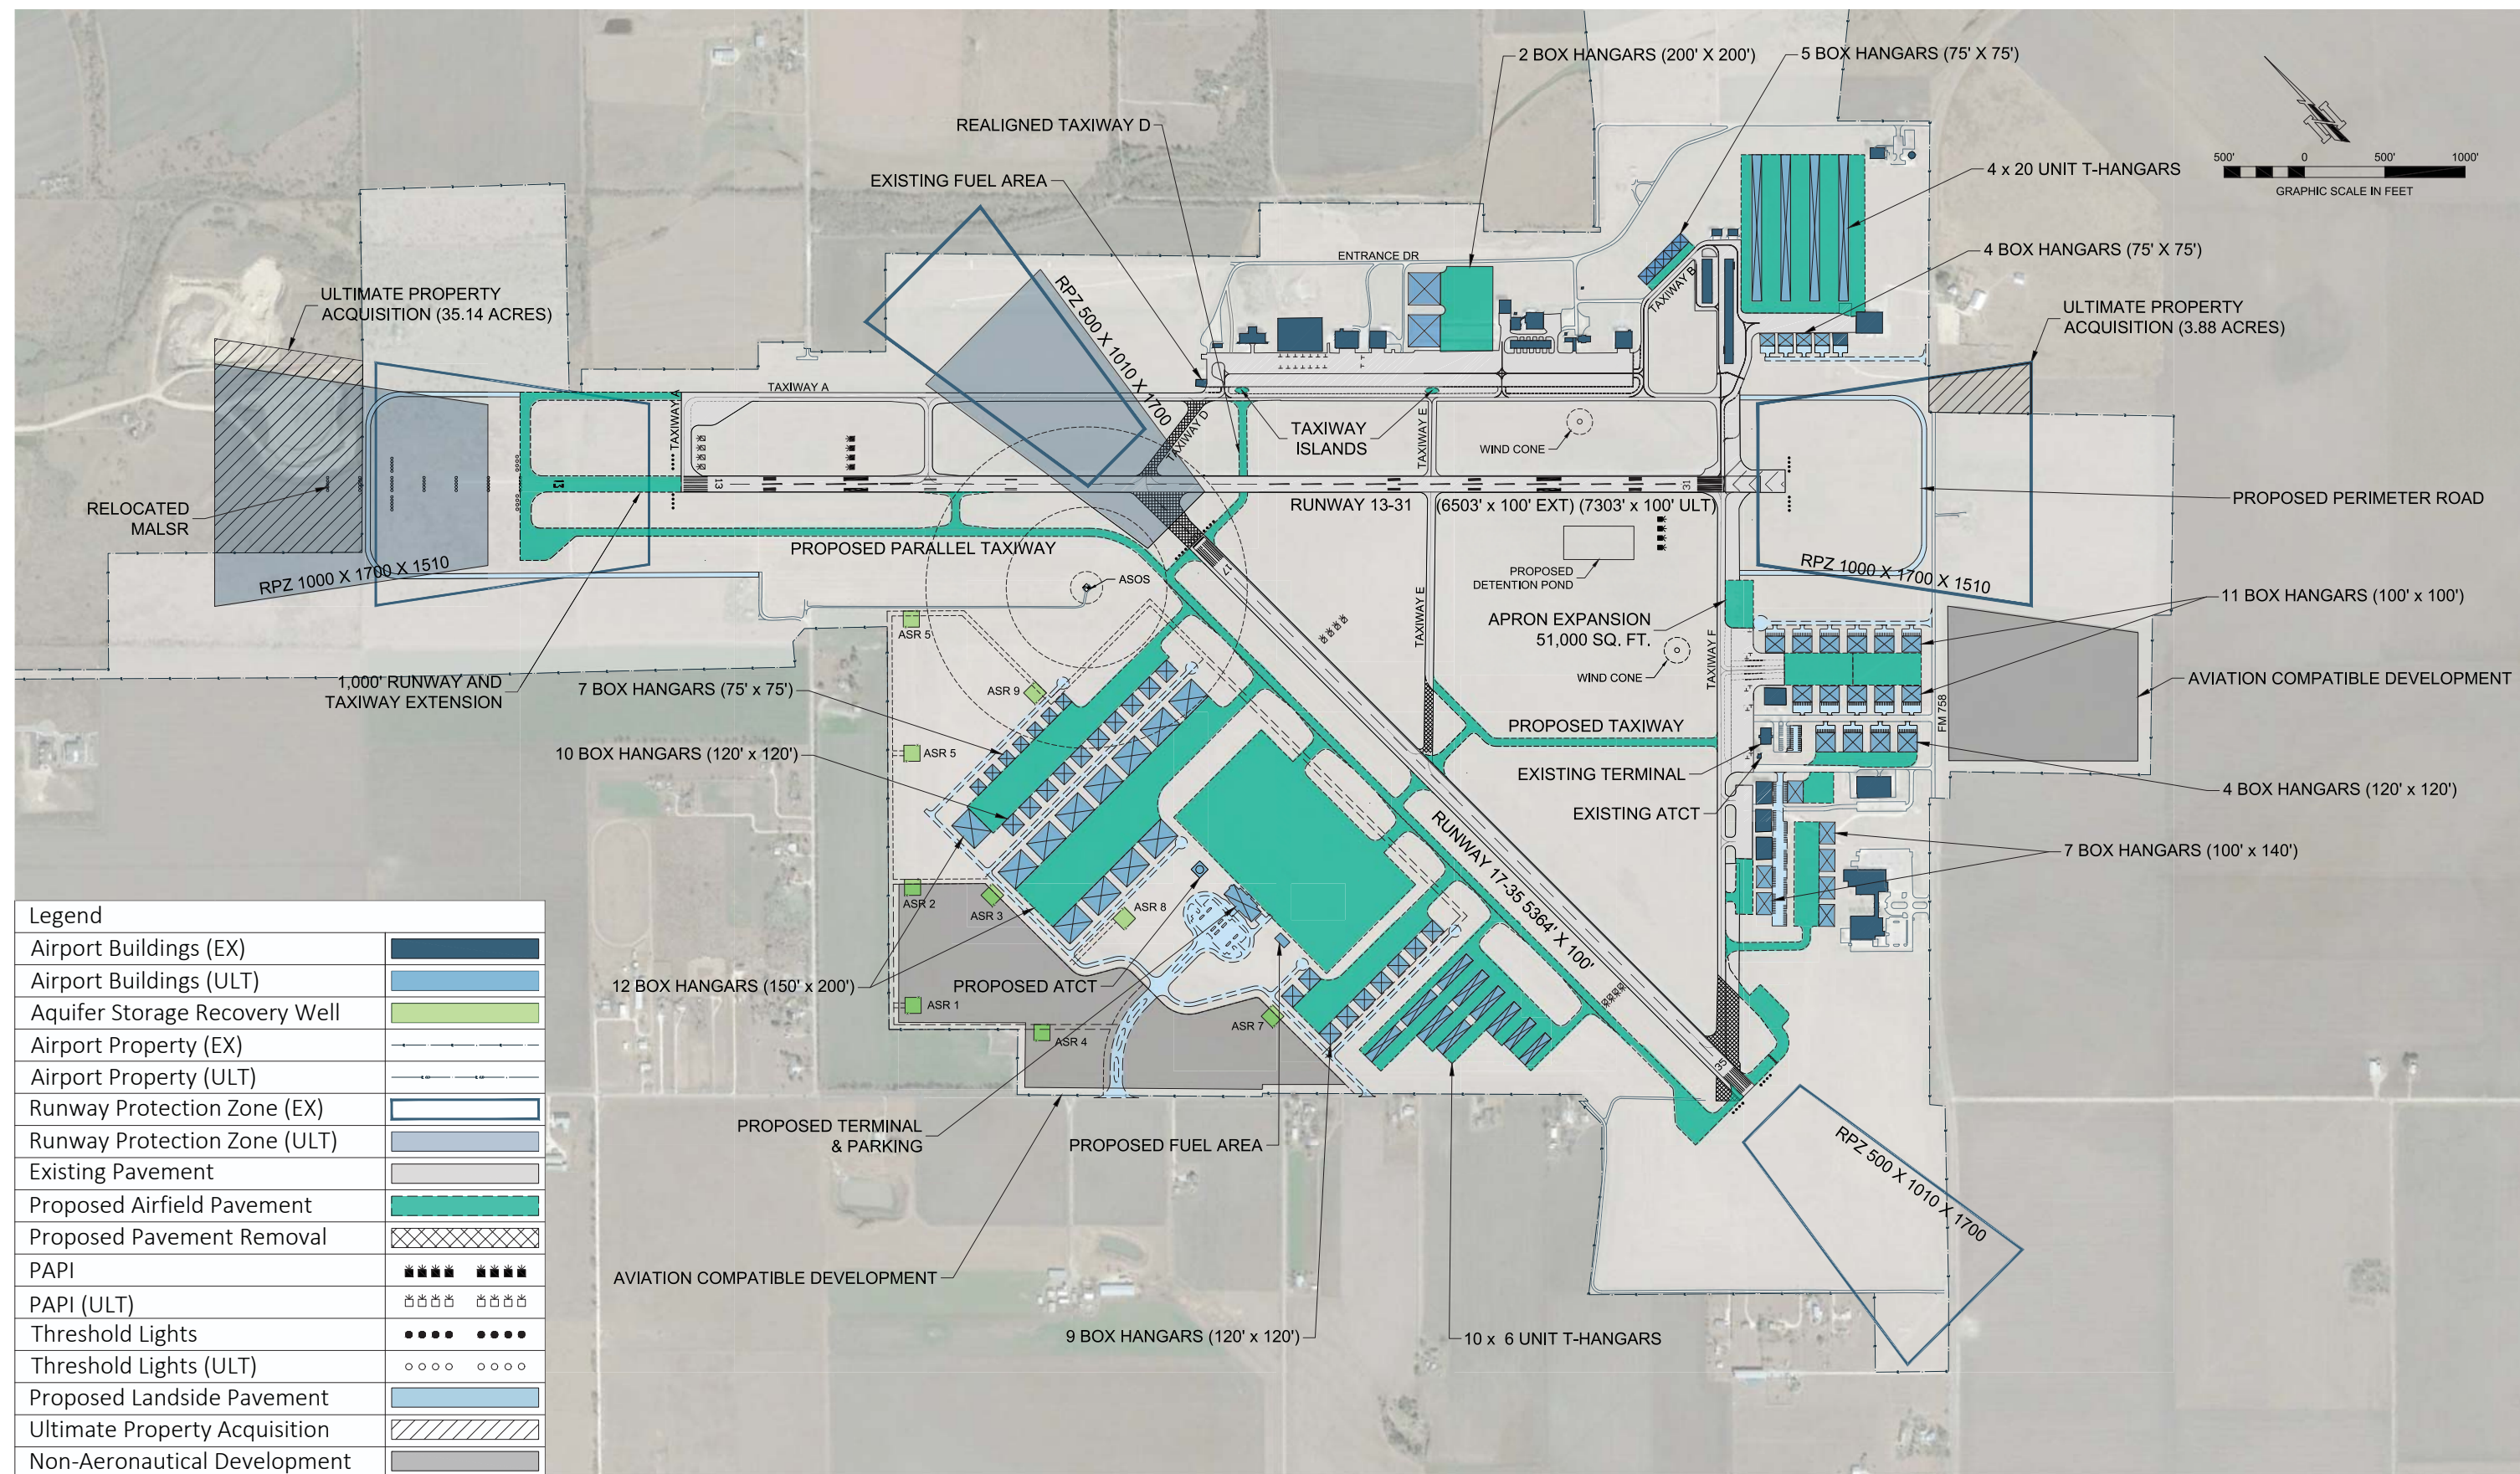 2 BOX HANGARS (200' X 200')
5 BOX HANGARS (75' X 75')
REALIGNED TAXIWAY D
EXISTING FUEL AREA
4 x 20 UNIT T-HANGARS
500'
0
500'
1000'
GRAPHIC SCALE IN FEET
4 BOX HANGARS (75' X 75')
ENTRANCE DR
TAXIWAY B
ULTIMATE PROPERTY
ACQUISITION (35.14 ACRES)
ULTIMATE PROPERTY
ACQUISITION (3.88 ACRES)
RPZ 500 X 1010 X 1700
TAXIWAY A
TAXIWAY A
TAXIWAY D
TAXIWAY
ISLANDS
TAXIWAY E
WIND CONE
13
13
31
RELOCATED
MALSR
RUNWAY 13-31
(6503' x 100' EXT) (7303' x 100' ULT)
PROPOSED PERIMETER ROAD
PROPOSED PARALLEL TAXIWAY
RPZ 1000 X 1700 X 1510
RPZ 1000 X 1700 X 1510
17
ASOS
PROPOSED
DETENTION POND
TAXIWAY E
APRON EXPANSION
51,000 SQ. FT.
11 BOX HANGARS (100' x 100')
ASR 5
WIND CONE
TAXIWAY F
1,000' RUNWAY AND
TAXIWAY EXTENSION
7 BOX HANGARS (75' x 75')
ASR 9
AVIATION COMPATIBLE DEVELOPMENT
FM 758
PROPOSED TAXIWAY
10 BOX HANGARS (120' x 120')
ASR 5
EXISTING TERMINAL
4 BOX HANGARS (120' x 120')
EXISTING ATCT
RUNWAY 17-35 5364' X 100'
7 BOX HANGARS (100' x 140')
ASR 2
ASR 3
ASR 8
12 BOX HANGARS (150' x 200')
PROPOSED ATCT
ASR 1
ASR 4
ASR 7
35
PROPOSED TERMINAL
& PARKING
PROPOSED FUEL AREA
RPZ 500 X 1010 X 1700
AVIATION COMPATIBLE DEVELOPMENT
9 BOX HANGARS (120' x 120')
10 x 6 UNIT T-HANGARS
Legend
Airport Buildings (EX)
Airport Buildings (ULT)
Aquifer Storage Recovery Well
Airport Property (EX)
Airport Property (ULT)
Runway Protection Zone (EX)
Runway Protection Zone (ULT)
Existing Pavement
Proposed Airfield Pavement
Proposed Pavement Removal
PAPI
PAPI (ULT)
Threshold Lights
Threshold Lights (ULT)
Proposed Landside Pavement
Ultimate Property Acquisition
Non-Aeronautical Development